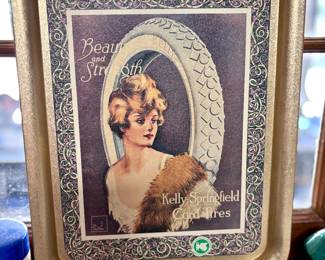 Beauty
and
Strength
Kelly-Springfield
Cord Tires